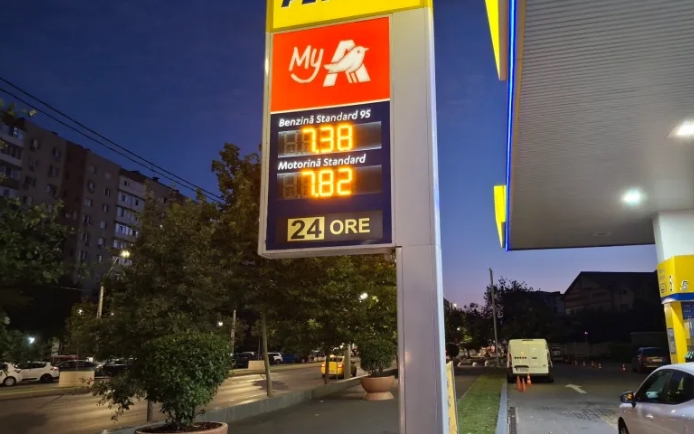 My
Benzină Standard 95
7.38
Motorină Standard
7.82
24 ORE